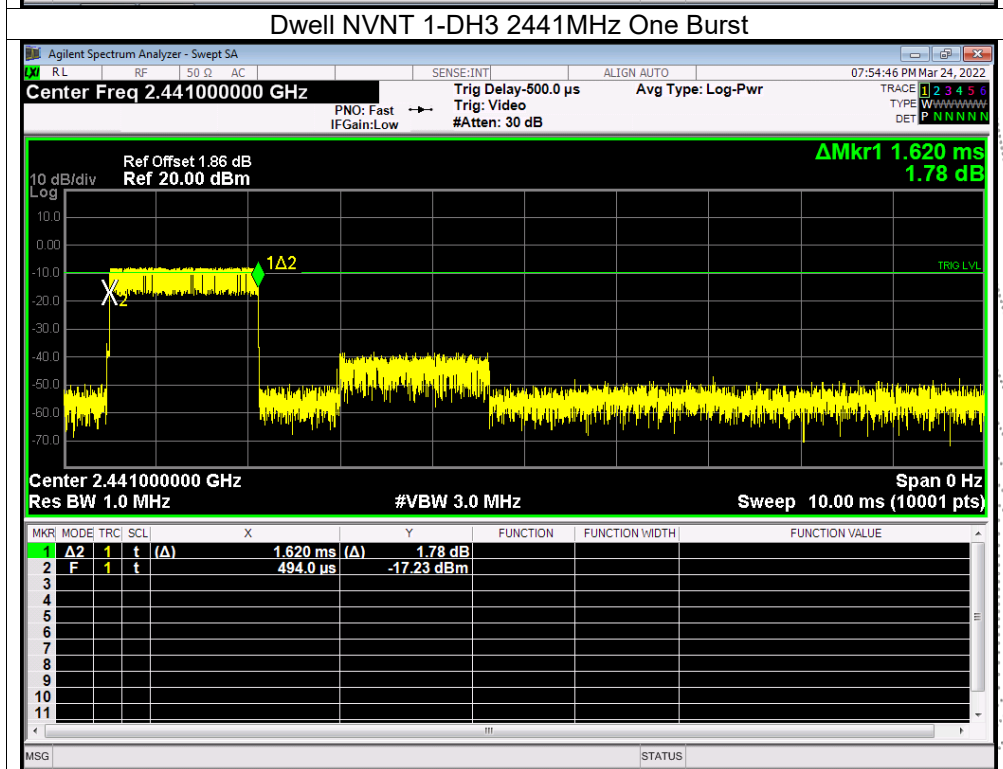 Dwell NVNT 1-DH3 2441MHz One Burst
Agilent Spectrum Analyzer - Swept SA
LXI RL RF 50 Ω AC SENSE:INT ALIGN AUTO 07:54:46 PM Mar 24, 2022
Center Freq 2.441000000 GHz Trig Delay-500.0 µs Avg Type: Log-Pwr TRACE 1 2 3 4 5 6
PNO: Fast Trig: Video TYPE WWWWWW
IFGain:Low #Atten: 30 dB DET P N N N N N
ΔMkr1 1.620 ms
1.78 dB
Ref Offset 1.86 dB
10 dB/div Ref 20.00 dBm
Log
10.0
0.00
-10.0
-20.0
-30.0
-40.0
-50.0
-60.0
-70.0
1Δ2
TRIG LVL
2
Center 2.441000000 GHz Span 0 Hz
Res BW 1.0 MHz #VBW 3.0 MHz Sweep 10.00 ms (10001 pts)
MKR MODE TRC SCL X Y FUNCTION FUNCTION WIDTH FUNCTION VALUE
1 Δ2 1 t (Δ) 1.620 ms (Δ) 1.78 dB
2 F 1 t 494.0 µs -17.23 dBm
3
4
5
6
7
8
9
10
11
MSG STATUS